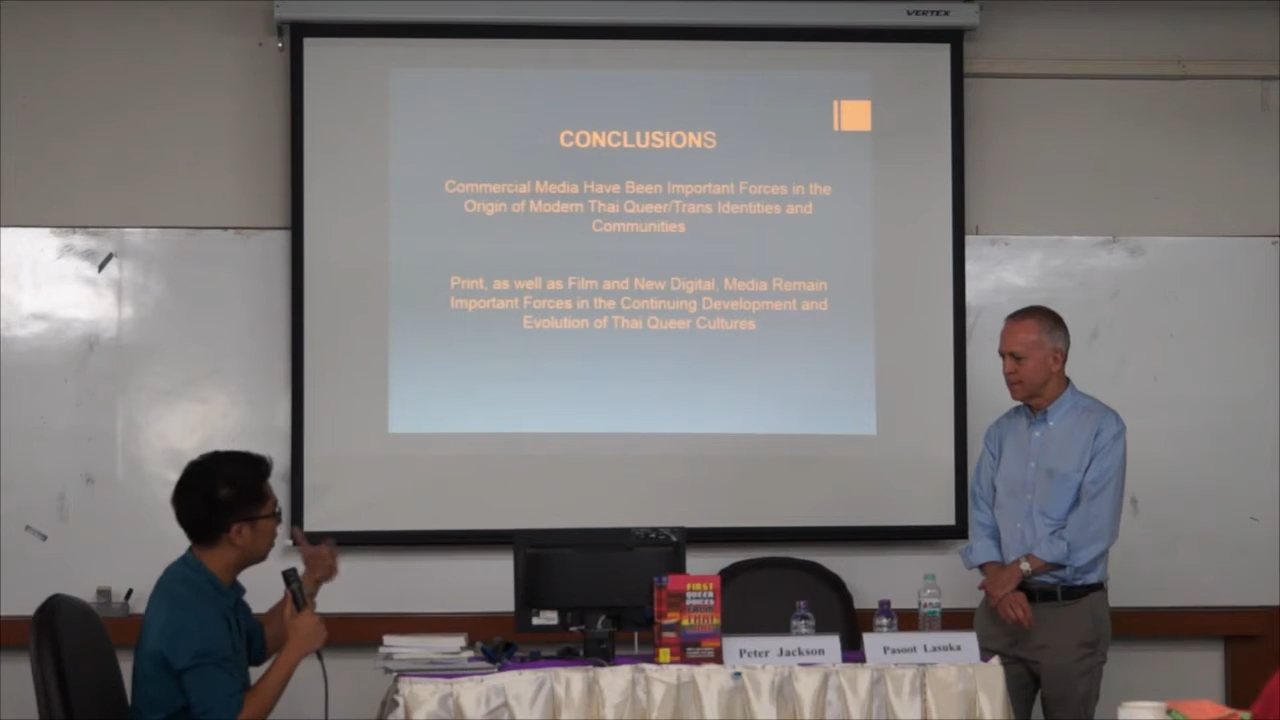 VERTEX
CONCLUSIONS
Commercial Media Have Been Important Forces in the
Origin of Modern Thai Queer/Trans Identities and
Communities
Print, as well as Film and New Digital, Media Remain
Important Forces in the Continuing Development and
Evolution of Thai Queer Cultures
FIRST
QUEER
VOICES
FROM
THAILAND
Peter Jackson
Pasoot Lasuka